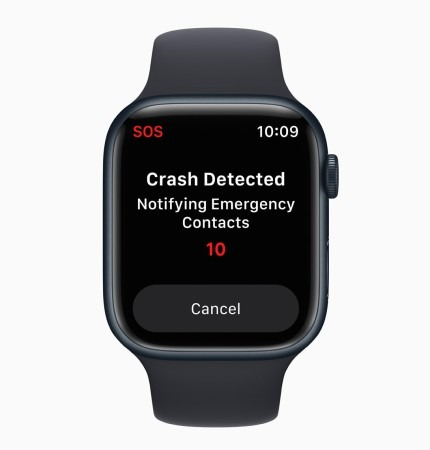 SOS
10:09
Crash Detected
Notifying Emergency
Contacts
10
Cancel